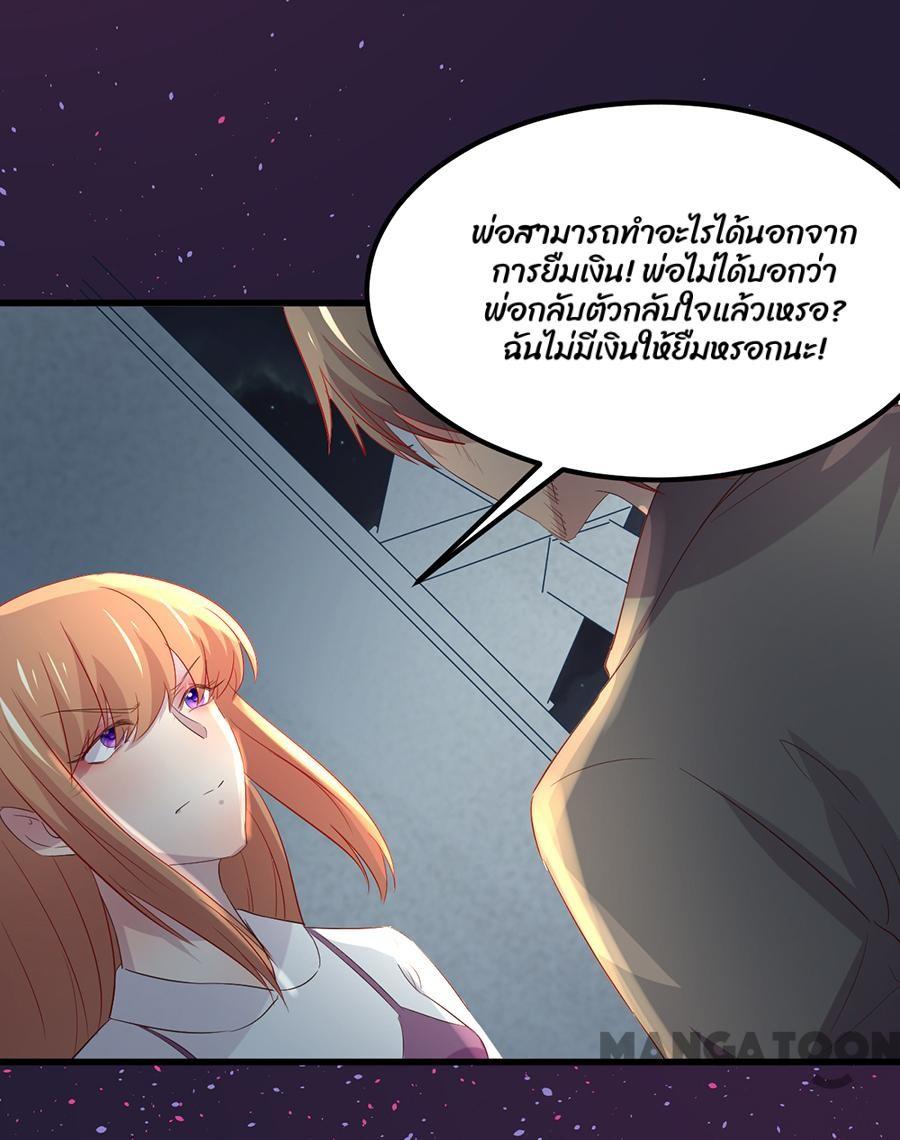 พ่อสามารถทำอะไรได้นอกจาก
การยืมเงิน! พ่อไม่ได้บอกว่า
พ่อกลับตัวกลับใจแล้วเหรอ?
ฉันไม่มีเงินให้ยืมหรอกนะ!
MANGATOON